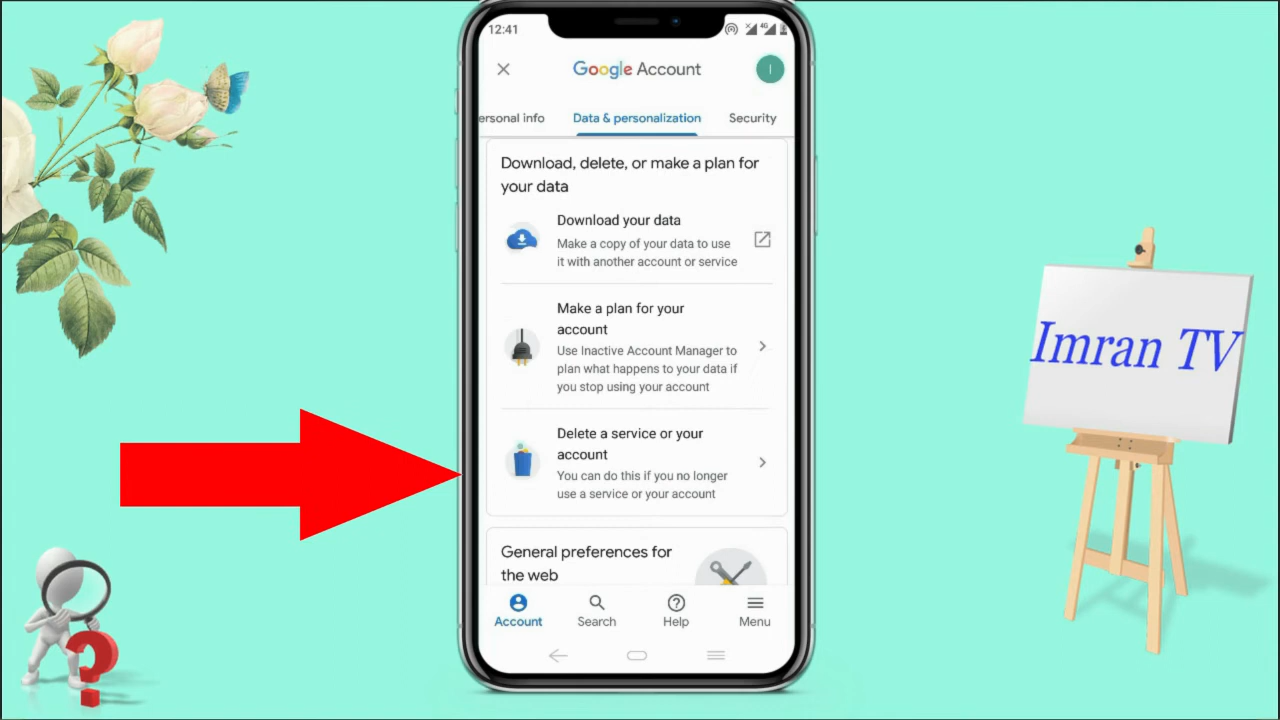 12:41
4G
Google Account
I
ersonal info
Data & personalization
Security
Download, delete, or make a plan for
your data
Download your data
Make a copy of your data to use
it with another account or service
Make a plan for your
account
Use Inactive Account Manager to
plan what happens to your data if
you stop using your account
Delete a service or your
account
You can do this if you no longer
use a service or your account
General preferences for
the web
Account
Search
Help
Menu
Imran TV
?